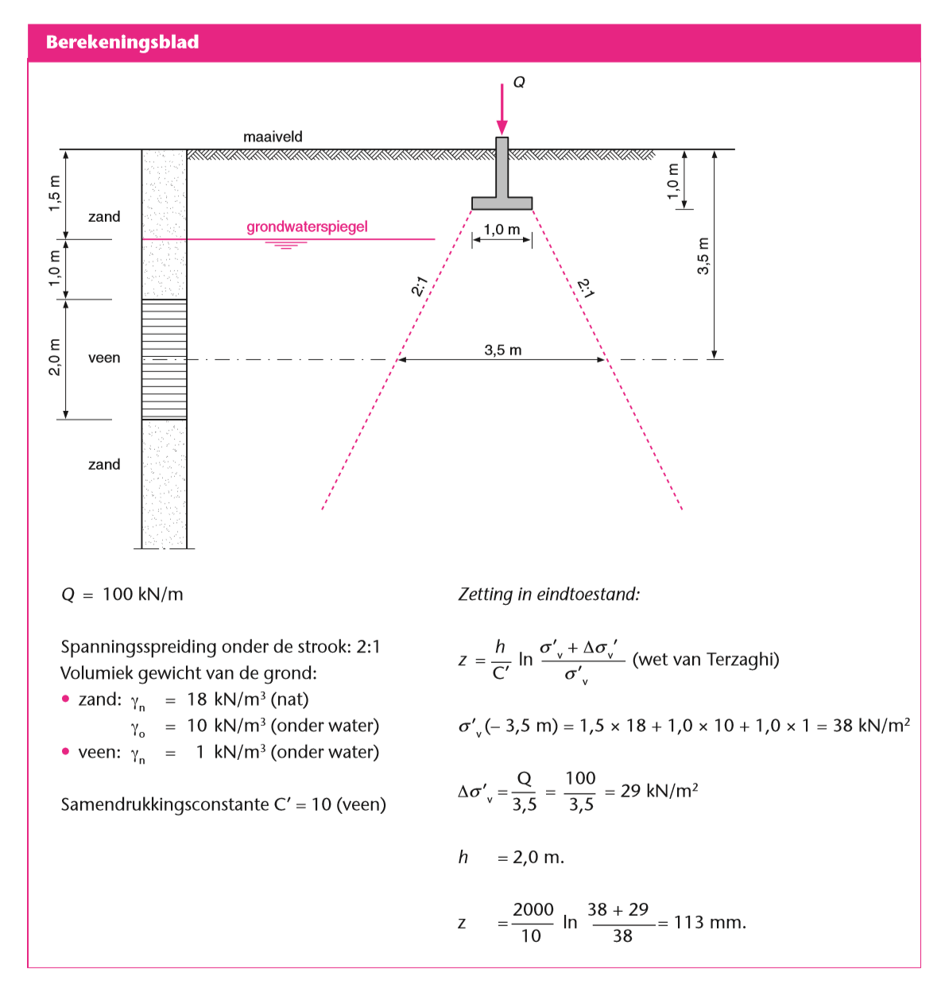 Berekeningsblad
Q
maaiveld
1,5 m
1,0 m
zand
grondwaterspiegel
1,0 m
3,5 m
1,0 m
2:1
2:1
2,0 m
veen
3,5 m
zand
Q = 100 kN/m
Spanningsspreiding onder de strook: 2:1
Volumiek gewicht van de grond:
• zand: γn = 18 kN/m³ (nat)
γo = 10 kN/m³ (onder water)
• veen: γn = 1 kN/m³ (onder water)
Samendrukkingsconstante C′ = 10 (veen)
Zetting in eindtoestand:
z = h/C′ ln (σ′v + Δσv′)/σ′v (wet van Terzaghi)
σ′v (– 3,5 m) = 1,5 × 18 + 1,0 × 10 + 1,0 × 1 = 38 kN/m²
Δσ′v = Q/3,5 = 100/3,5 = 29 kN/m²
h = 2,0 m.
z = 2000/10 ln (38 + 29)/38 = 113 mm.